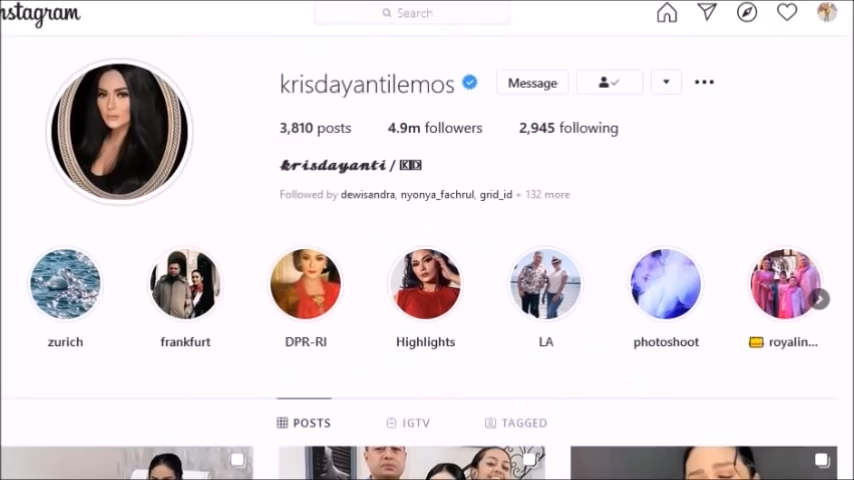 nstagram
Search
krisdayantilemos
Message
3,810 posts 4.9m followers 2,945 following
krisdayanti / KD
Followed by dewisandra, nyonya_fachrul, grid_id + 132 more
zurich frankfurt DPR-RI Highlights LA photoshoot royalin...
POSTS IGTV TAGGED